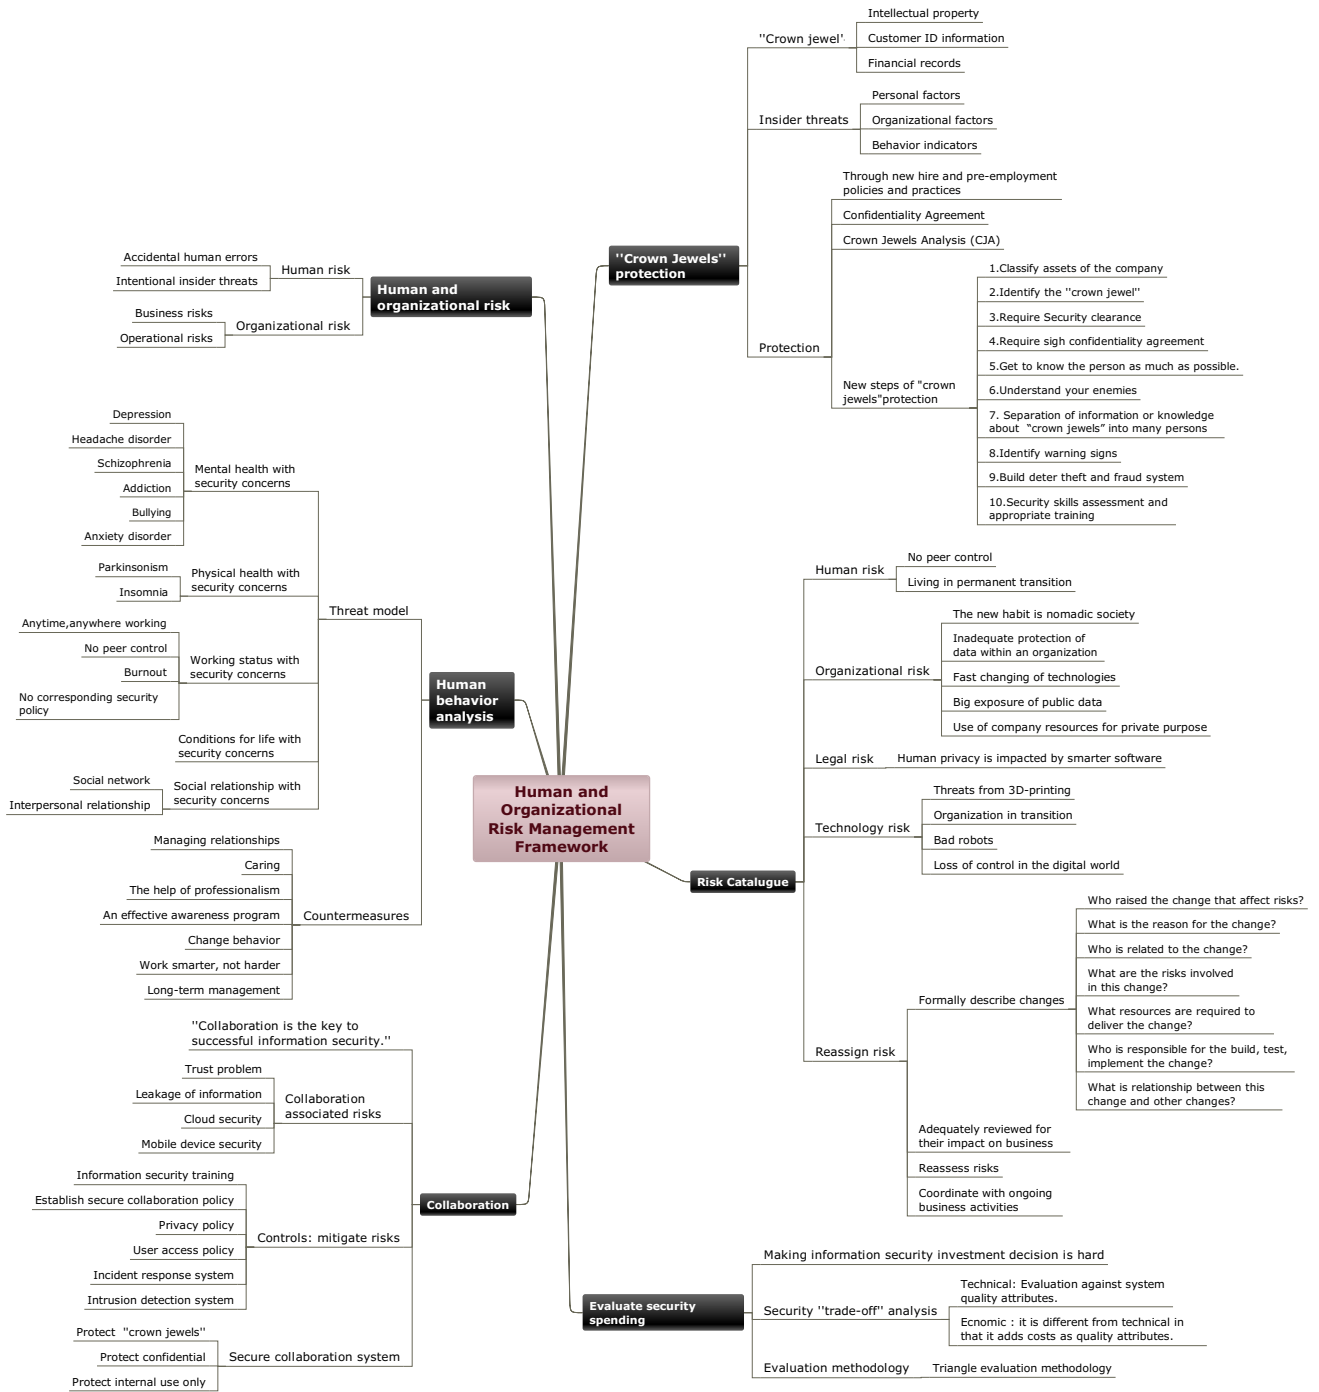 Human and
Organizational
Risk Management
Framework
''Crown Jewels''
protection
''Crown jewel'
Intellectual property
Customer ID information
Financial records
Insider threats
Personal factors
Organizational factors
Behavior indicators
Protection
Through new hire and pre-employment
policies and practices
Confidentiality Agreement
Crown Jewels Analysis (CJA)
New steps of "crown
jewels"protection
1.Classify assets of the company
2.Identify the ''crown jewel''
3.Require Security clearance
4.Require sigh confidentiality agreement
5.Get to know the person as much as possible.
6.Understand your enemies
7. Separation of information or knowledge
about “crown jewels” into many persons
8.Identify warning signs
9.Build deter theft and fraud system
10.Security skills assessment and
appropriate training
Risk Catalugue
Human risk
No peer control
Living in permanent transition
Organizational risk
The new habit is nomadic society
Inadequate protection of
data within an organization
Fast changing of technologies
Big exposure of public data
Use of company resources for private purpose
Legal risk
Human privacy is impacted by smarter software
Technology risk
Threats from 3D-printing
Organization in transition
Bad robots
Loss of control in the digital world
Reassign risk
Formally describe changes
Who raised the change that affect risks?
What is the reason for the change?
Who is related to the change?
What are the risks involved
in this change?
What resources are required to
deliver the change?
Who is responsible for the build, test,
implement the change?
What is relationship between this
change and other changes?
Adequately reviewed for
their impact on business
Reassess risks
Coordinate with ongoing
business activities
Evaluate security
spending
Making information security investment decision is hard
Security ''trade-off'' analysis
Technical: Evaluation against system
quality attributes.
Ecnomic : it is different from technical in
that it adds costs as quality attributes.
Evaluation methodology
Triangle evaluation methodology
Human and
organizational risk
Human risk
Accidental human errors
Intentional insider threats
Organizational risk
Business risks
Operational risks
Human
behavior
analysis
Threat model
Mental health with
security concerns
Depression
Headache disorder
Schizophrenia
Addiction
Bullying
Anxiety disorder
Physical health with
security concerns
Parkinsonism
Insomnia
Working status with
security concerns
Anytime,anywhere working
No peer control
Burnout
No corresponding security
policy
Conditions for life with
security concerns
Social relationship with
security concerns
Social network
Interpersonal relationship
Countermeasures
Managing relationships
Caring
The help of professionalism
An effective awareness program
Change behavior
Work smarter, not harder
Long-term management
Collaboration
''Collaboration is the key to
successful information security.''
Collaboration
associated risks
Trust problem
Leakage of information
Cloud security
Mobile device security
Controls: mitigate risks
Information security training
Establish secure collaboration policy
Privacy policy
User access policy
Incident response system
Intrusion detection system
Secure collaboration system
Protect ''crown jewels''
Protect confidential
Protect internal use only